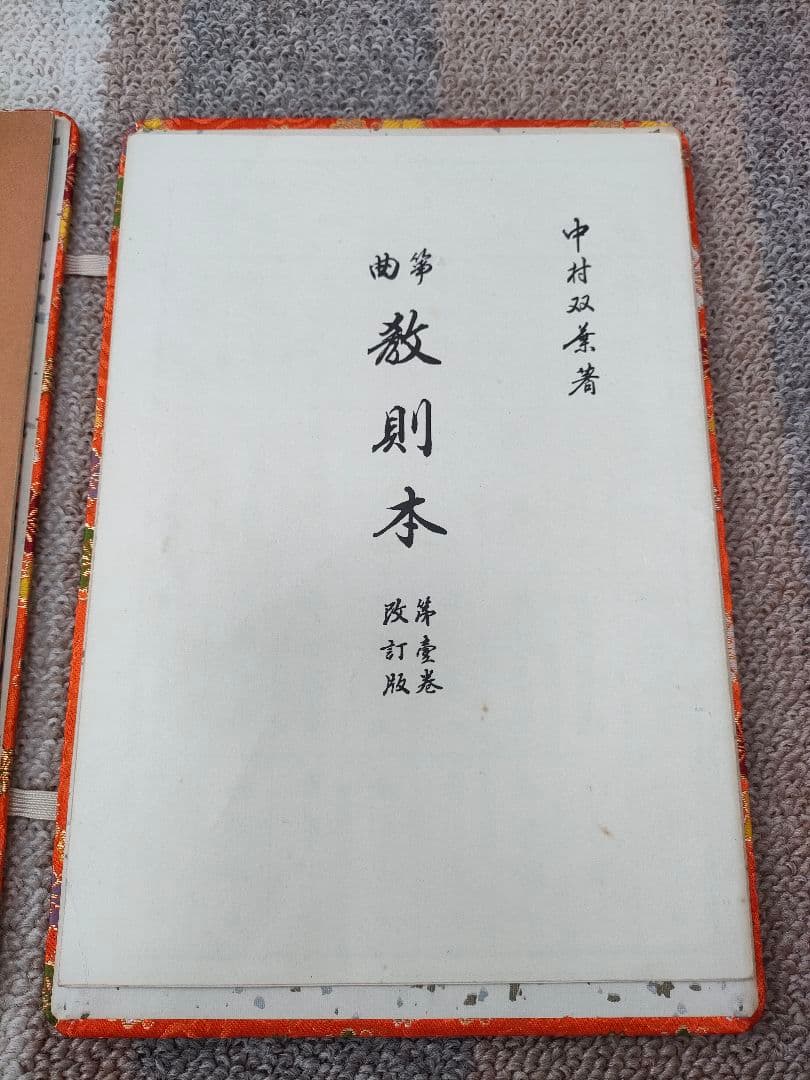 中村双葉著
箏曲
教則本
第壹巻
改訂版